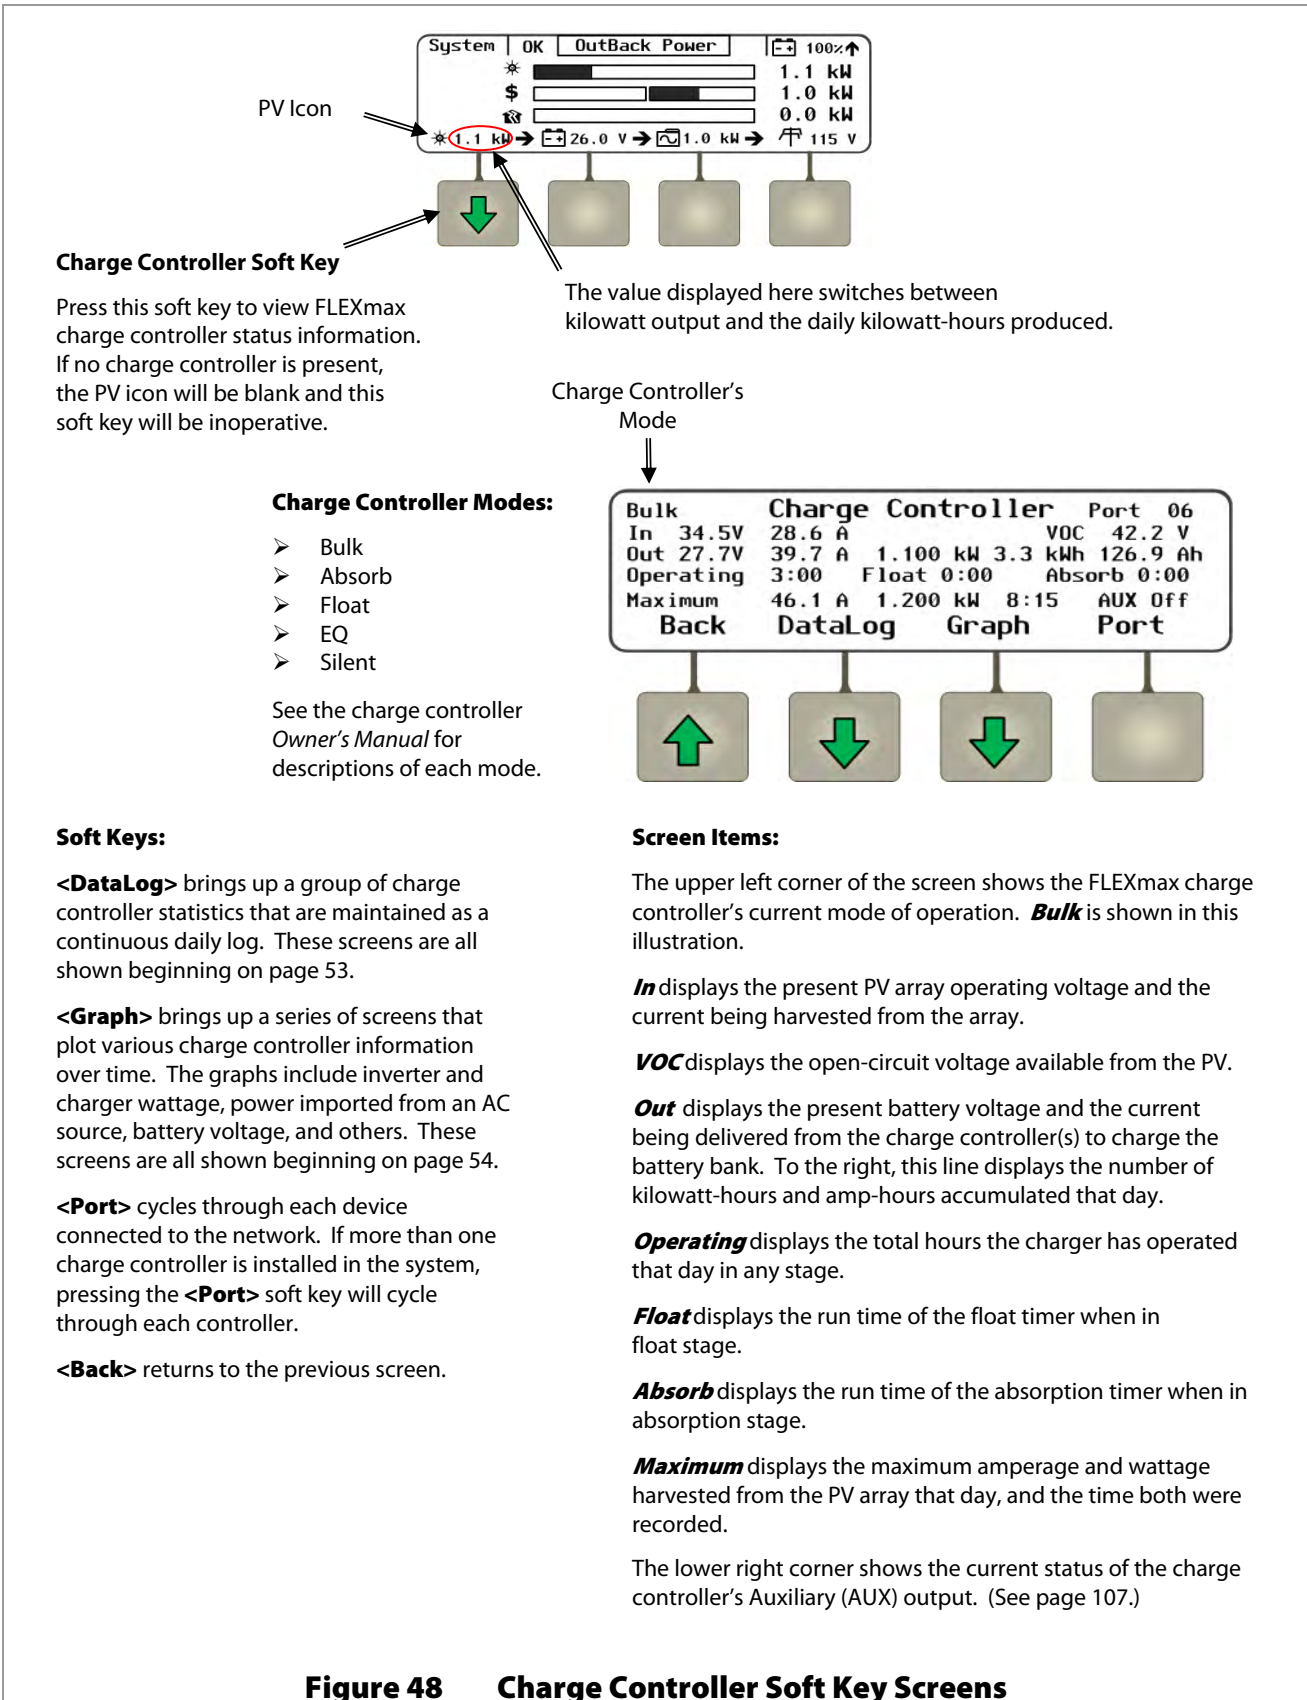 System OK OutBack Power 100%
1.1 kW
$ 1.0 kW
0.0 kW
1.1 kW 26.0 V 1.0 kW 115 V
PV Icon
Charge Controller Soft Key
Press this soft key to view FLEXmax
charge controller status information.
If no charge controller is present,
the PV icon will be blank and this
soft key will be inoperative.
The value displayed here switches between
kilowatt output and the daily kilowatt-hours produced.
Charge Controller's
Mode
Charge Controller Modes:
➢ Bulk
➢ Absorb
➢ Float
➢ EQ
➢ Silent
See the charge controller
Owner's Manual for
descriptions of each mode.
Bulk Charge Controller Port 06
In 34.5V 28.6 A VOC 42.2 V
Out 27.7V 39.7 A 1.100 kW 3.3 kWh 126.9 Ah
Operating 3:00 Float 0:00 Absorb 0:00
Maximum 46.1 A 1.200 kW 8:15 AUX Off
Back DataLog Graph Port
Soft Keys:
<DataLog> brings up a group of charge
controller statistics that are maintained as a
continuous daily log. These screens are all
shown beginning on page 53.
<Graph> brings up a series of screens that
plot various charge controller information
over time. The graphs include inverter and
charger wattage, power imported from an AC
source, battery voltage, and others. These
screens are all shown beginning on page 54.
<Port> cycles through each device
connected to the network. If more than one
charge controller is installed in the system,
pressing the <Port> soft key will cycle
through each controller.
<Back> returns to the previous screen.
Screen Items:
The upper left corner of the screen shows the FLEXmax charge
controller's current mode of operation. Bulk is shown in this
illustration.
In displays the present PV array operating voltage and the
current being harvested from the array.
VOC displays the open-circuit voltage available from the PV.
Out displays the present battery voltage and the current
being delivered from the charge controller(s) to charge the
battery bank. To the right, this line displays the number of
kilowatt-hours and amp-hours accumulated that day.
Operating displays the total hours the charger has operated
that day in any stage.
Float displays the run time of the float timer when in
float stage.
Absorb displays the run time of the absorption timer when in
absorption stage.
Maximum displays the maximum amperage and wattage
harvested from the PV array that day, and the time both were
recorded.
The lower right corner shows the current status of the charge
controller's Auxiliary (AUX) output. (See page 107.)
Figure 48 Charge Controller Soft Key Screens